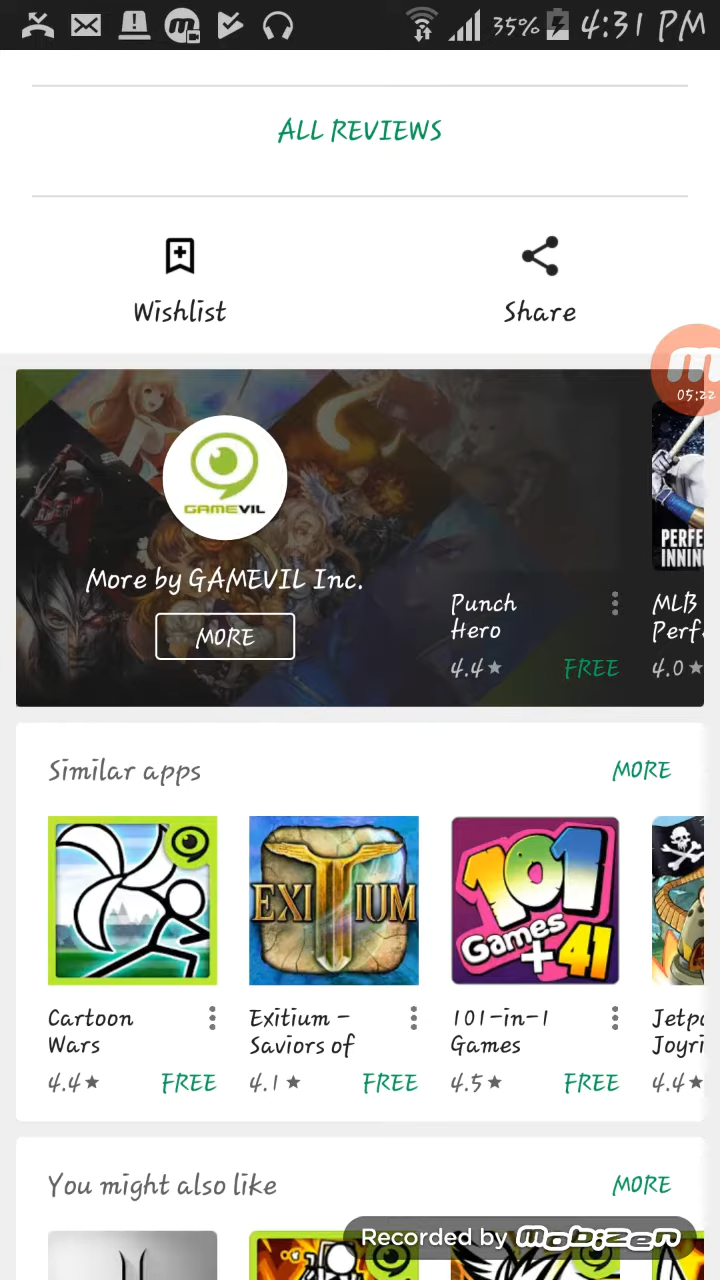 35% 4:31 PM
ALL REVIEWS
Wishlist Share
05:22
GAMEVIL
PERFE
INNIN
More by GAMEVIL Inc.
MORE
Punch
Hero
4.4★ FREE
MLB
Perf
4.0★
Similar apps MORE
EXITIUM
101
Games
+41
Cartoon
Wars
4.4★ FREE
Exitium -
Saviors of
4.1★ FREE
101-in-1
Games
4.5★ FREE
Jetp
Joyri
4.4★
You might also like MORE
Recorded by mobizen